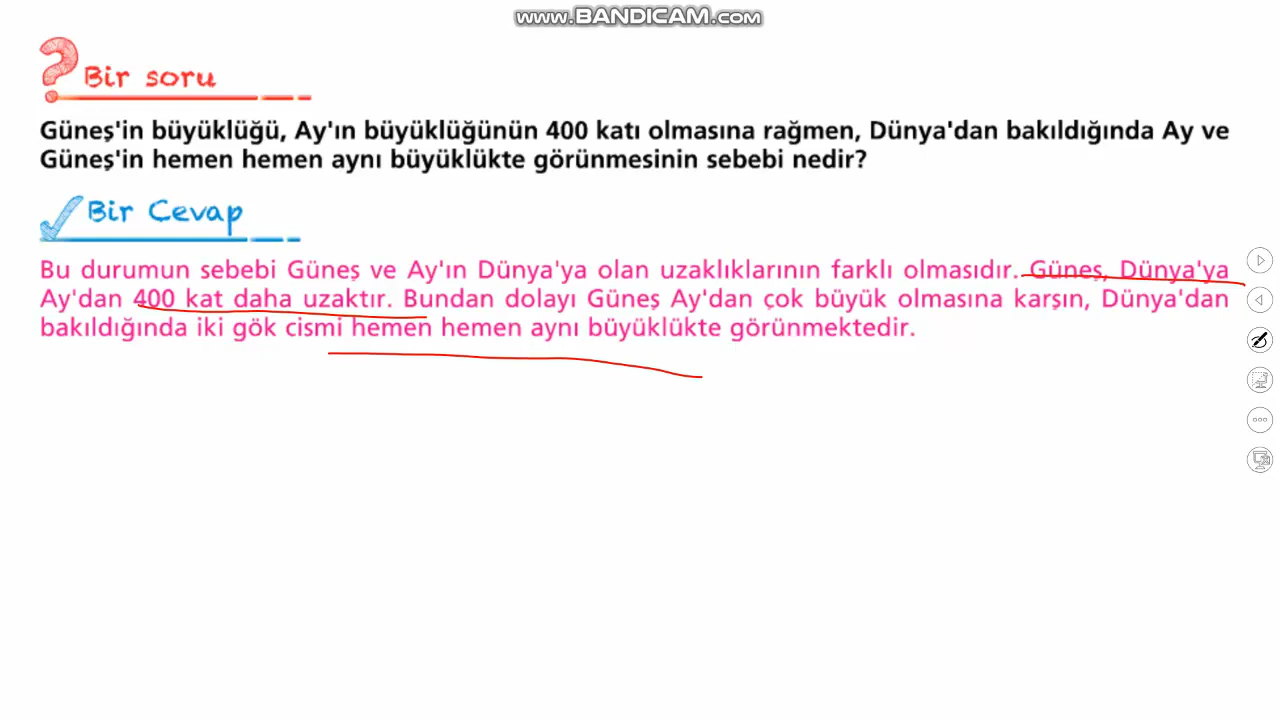 www.BANDICAM.com
Bir soru
Güneş'in büyüklüğü, Ay'ın büyüklüğünün 400 katı olmasına rağmen, Dünya'dan bakıldığında Ay ve
Güneş'in hemen hemen aynı büyüklükte görünmesinin sebebi nedir?
Bir Cevap
Bu durumun sebebi Güneş ve Ay'ın Dünya'ya olan uzaklıklarının farklı olmasıdır. Güneş, Dünya'ya
Ay'dan 400 kat daha uzaktır. Bundan dolayı Güneş Ay'dan çok büyük olmasına karşın, Dünya'dan
bakıldığında iki gök cismi hemen hemen aynı büyüklükte görünmektedir.